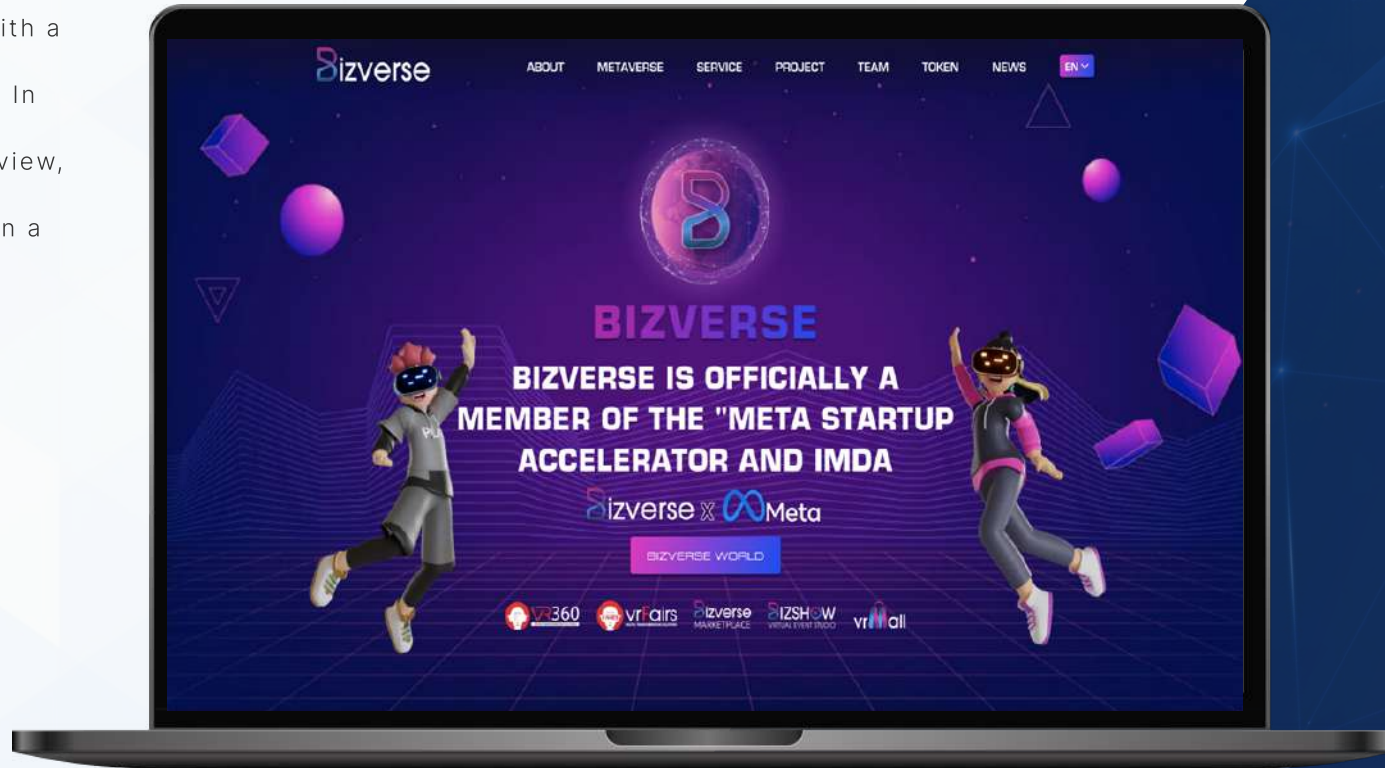 ith a
In
view,
n a
Bizverse
ABOUT METAVERSE SERVICE PROJECT TEAM TOKEN NEWS EN
B
BIZVERSE
BIZVERSE IS OFFICIALLY A
MEMBER OF THE "META STARTUP
ACCELERATOR AND IMDA
Bizverse x Meta
BIZVERSE WORLD
VR360 vrFairs Bizverse MARKETPLACE BIZSHOW VIRTUAL EVENT STUDIO vrMall